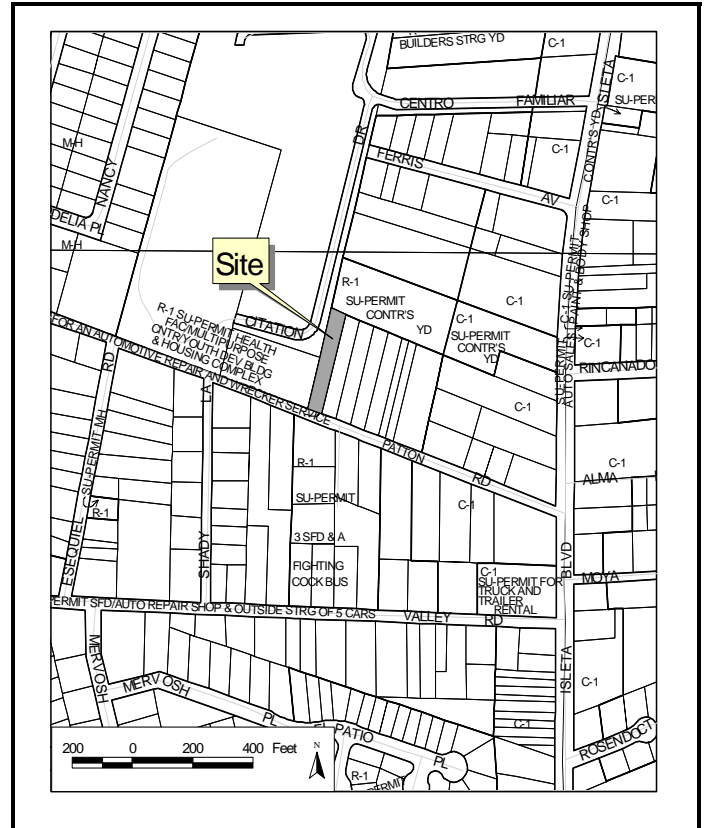 BUILDERS STRG YD
C-1
C-1
ISLETA
SU-PER
CENTRO FAMILIAR
DR
FERRIS AV
C-1
CONTR'S YD
M-H
NANCY
C-1
DELIA PL
M-H
Site
R-1
SU-PERMIT
CONTR'S
YD
C-1
SU-PERMIT
CONTR'S
YD
C-1
C-1
SU-PERMIT
AUTO SALES PAINT & BODY SHOP
C-1
RINCANADO
CITATION
R-1 SU-PERMIT HEALTH
FAC/MULTIPURPOSE
CNTR/YOUTH DEV BLDG
& HOUSING COMPLEX
FOR AN AUTOMOTIVE REPAIR AND WRECKER SERVICE
C-1
PATTON RD
RD
LA
SU-PERMIT MH
R-1
ESEQUIEL
SHADY
R-1
SU-PERMIT
3 SFD & A
FIGHTING
COCK BUS
C-1
C-1
ALMA
BLVD
MOYA
C-1
SU-PERMIT FOR
TRUCK AND
TRAILER
RENTAL
PERMIT SFD/AUTO REPAIR SHOP & OUTSIDE STRG OF 5 CARS
VALLEY RD
MERVOSH
MERVOSH PL
ISLETA
C-1
C-1
EL PATIO PL
ROSENDO CT
R-1
PERMIT
200 0 200 400 Feet
N